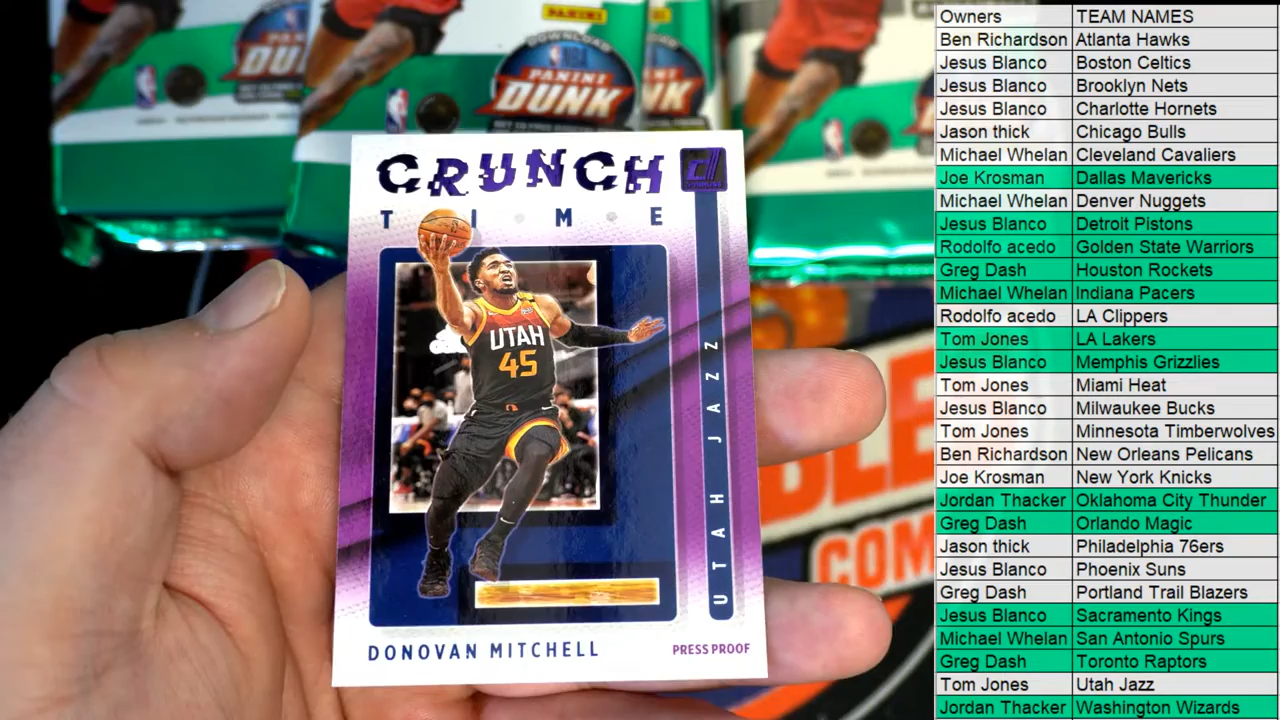 PANINI
DOWNLOAD
PANINI
DUNK
CRUNCH
TIME
DONRUSS
UTAH
45
UTAH JAZZ
DONOVAN MITCHELL
PRESS PROOF
COM
Owners TEAM NAMES
Ben Richardson Atlanta Hawks
Jesus Blanco Boston Celtics
Jesus Blanco Brooklyn Nets
Jesus Blanco Charlotte Hornets
Jason thick Chicago Bulls
Michael Whelan Cleveland Cavaliers
Joe Krosman Dallas Mavericks
Michael Whelan Denver Nuggets
Jesus Blanco Detroit Pistons
Rodolfo acedo Golden State Warriors
Greg Dash Houston Rockets
Michael Whelan Indiana Pacers
Rodolfo acedo LA Clippers
Tom Jones LA Lakers
Jesus Blanco Memphis Grizzlies
Tom Jones Miami Heat
Jesus Blanco Milwaukee Bucks
Tom Jones Minnesota Timberwolves
Ben Richardson New Orleans Pelicans
Joe Krosman New York Knicks
Jordan Thacker Oklahoma City Thunder
Greg Dash Orlando Magic
Jason thick Philadelphia 76ers
Jesus Blanco Phoenix Suns
Greg Dash Portland Trail Blazers
Jesus Blanco Sacramento Kings
Michael Whelan San Antonio Spurs
Greg Dash Toronto Raptors
Tom Jones Utah Jazz
Jordan Thacker Washington Wizards